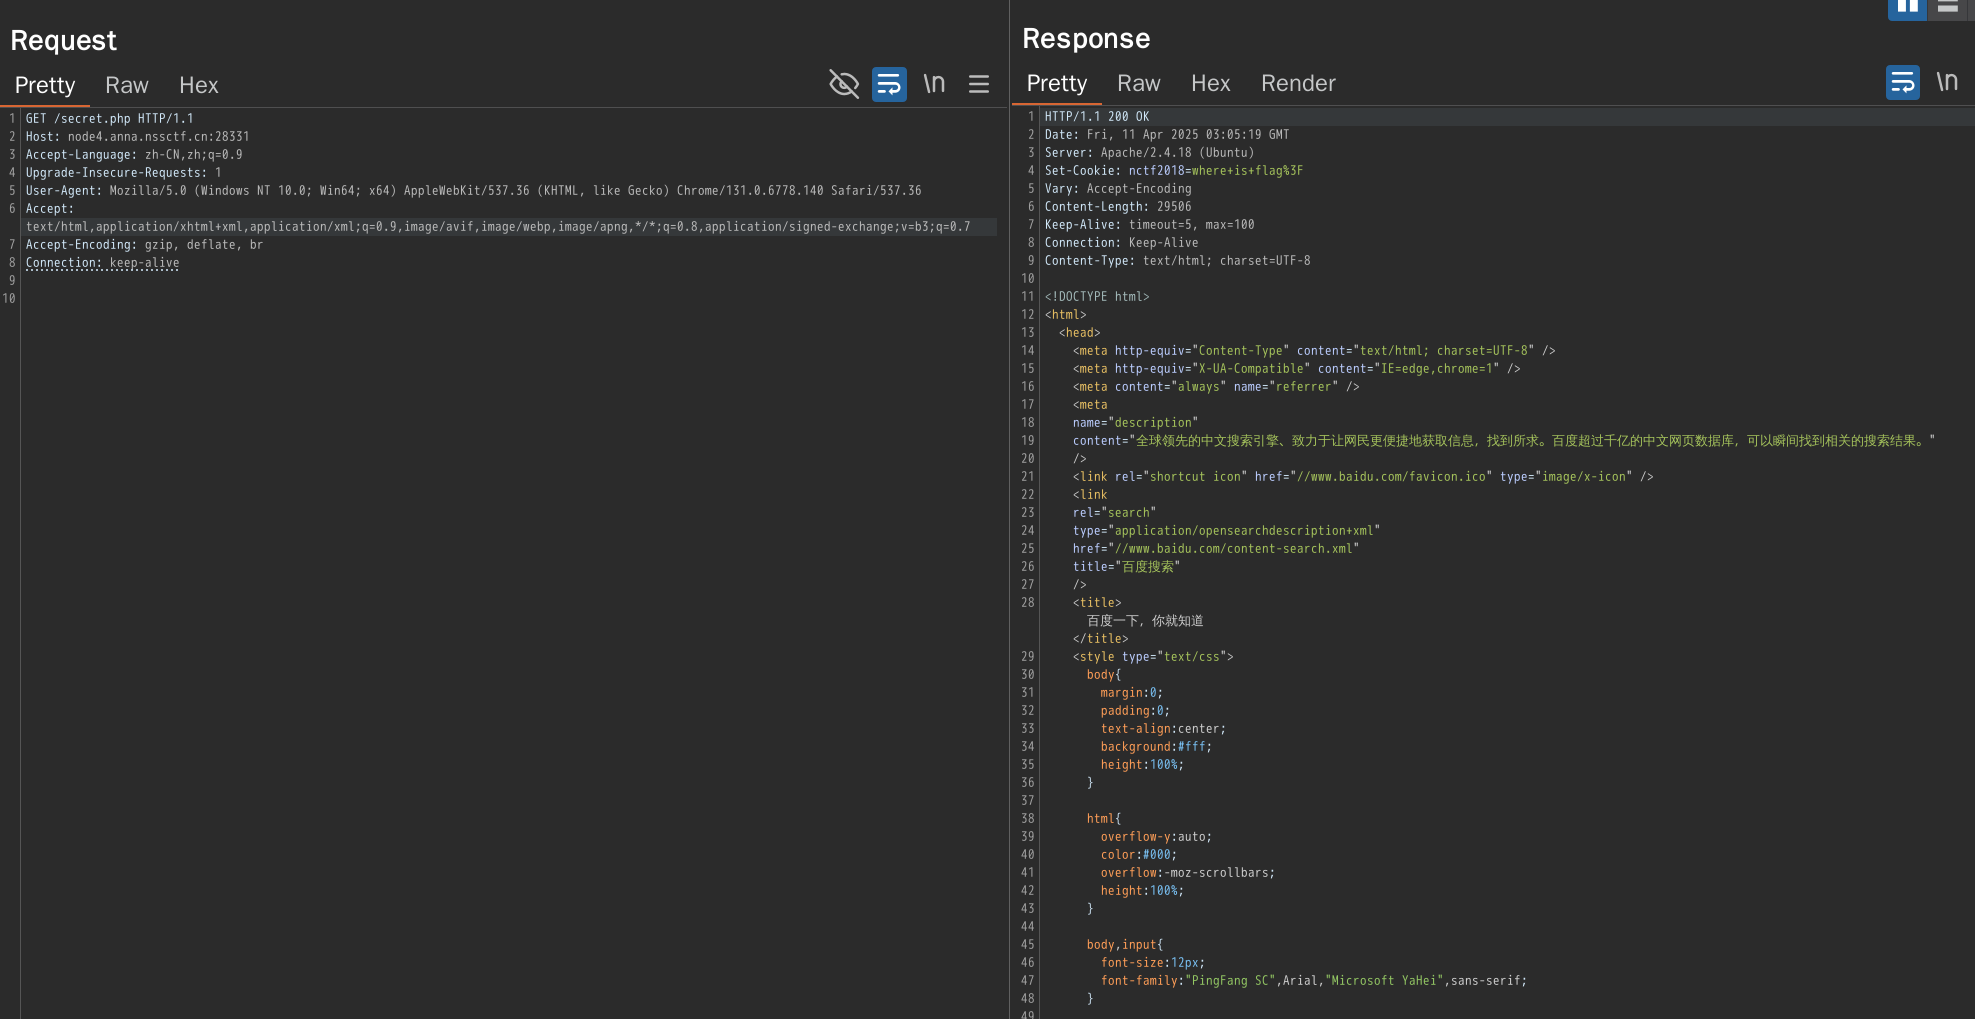 Request
Pretty Raw Hex \n
1 GET /secret.php HTTP/1.1
2 Host: node4.anna.nssctf.cn:28331
3 Accept-Language: zh-CN,zh;q=0.9
4 Upgrade-Insecure-Requests: 1
5 User-Agent: Mozilla/5.0 (Windows NT 10.0; Win64; x64) AppleWebKit/537.36 (KHTML, like Gecko) Chrome/131.0.6778.140 Safari/537.36
6 Accept:
text/html,application/xhtml+xml,application/xml;q=0.9,image/avif,image/webp,image/apng,*/*;q=0.8,application/signed-exchange;v=b3;q=0.7
7 Accept-Encoding: gzip, deflate, br
8 Connection: keep-alive
9
10
Response
Pretty Raw Hex Render \n
1 HTTP/1.1 200 OK
2 Date: Fri, 11 Apr 2025 03:05:19 GMT
3 Server: Apache/2.4.18 (Ubuntu)
4 Set-Cookie: nctf2018=where+is+flag%3F
5 Vary: Accept-Encoding
6 Content-Length: 29506
7 Keep-Alive: timeout=5, max=100
8 Connection: Keep-Alive
9 Content-Type: text/html; charset=UTF-8
10
11 <!DOCTYPE html>
12 <html>
13 <head>
14 <meta http-equiv="Content-Type" content="text/html; charset=UTF-8" />
15 <meta http-equiv="X-UA-Compatible" content="IE=edge,chrome=1" />
16 <meta content="always" name="referrer" />
17 <meta
18 name="description"
19 content="全球领先的中文搜索引擎、致力于让网民更便捷地获取信息，找到所求。百度超过千亿的中文网页数据库，可以瞬间找到相关的搜索结果。"
20 />
21 <link rel="shortcut icon" href="//www.baidu.com/favicon.ico" type="image/x-icon" />
22 <link
23 rel="search"
24 type="application/opensearchdescription+xml"
25 href="//www.baidu.com/content-search.xml"
26 title="百度搜索"
27 />
28 <title>
百度一下，你就知道
</title>
29 <style type="text/css">
30 body{
31 margin:0;
32 padding:0;
33 text-align:center;
34 background:#fff;
35 height:100%;
36 }
37
38 html{
39 overflow-y:auto;
40 color:#000;
41 overflow:-moz-scrollbars;
42 height:100%;
43 }
44
45 body,input{
46 font-size:12px;
47 font-family:"PingFang SC",Arial,"Microsoft YaHei",sans-serif;
48 }
49